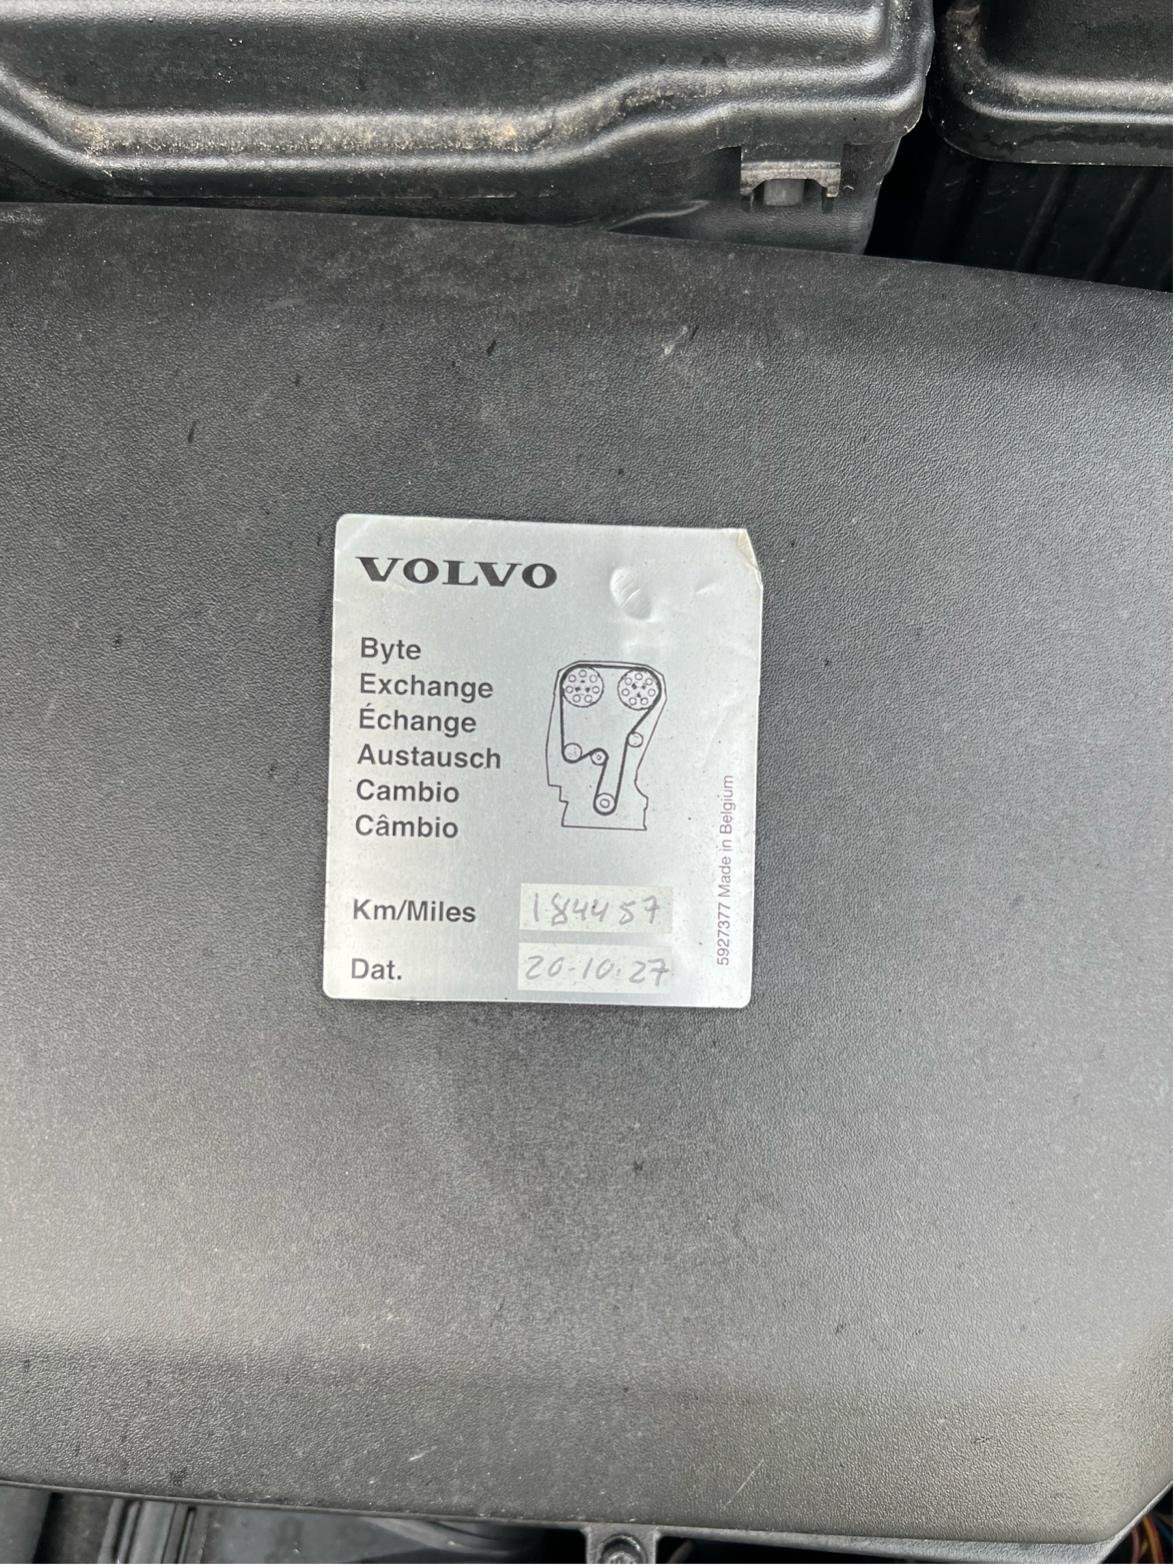 VOLVO
Byte
Exchange
Échange
Austausch
Cambio
Câmbio
Km/Miles 184457
Dat. 20-10-27
5927377 Made in Belgium